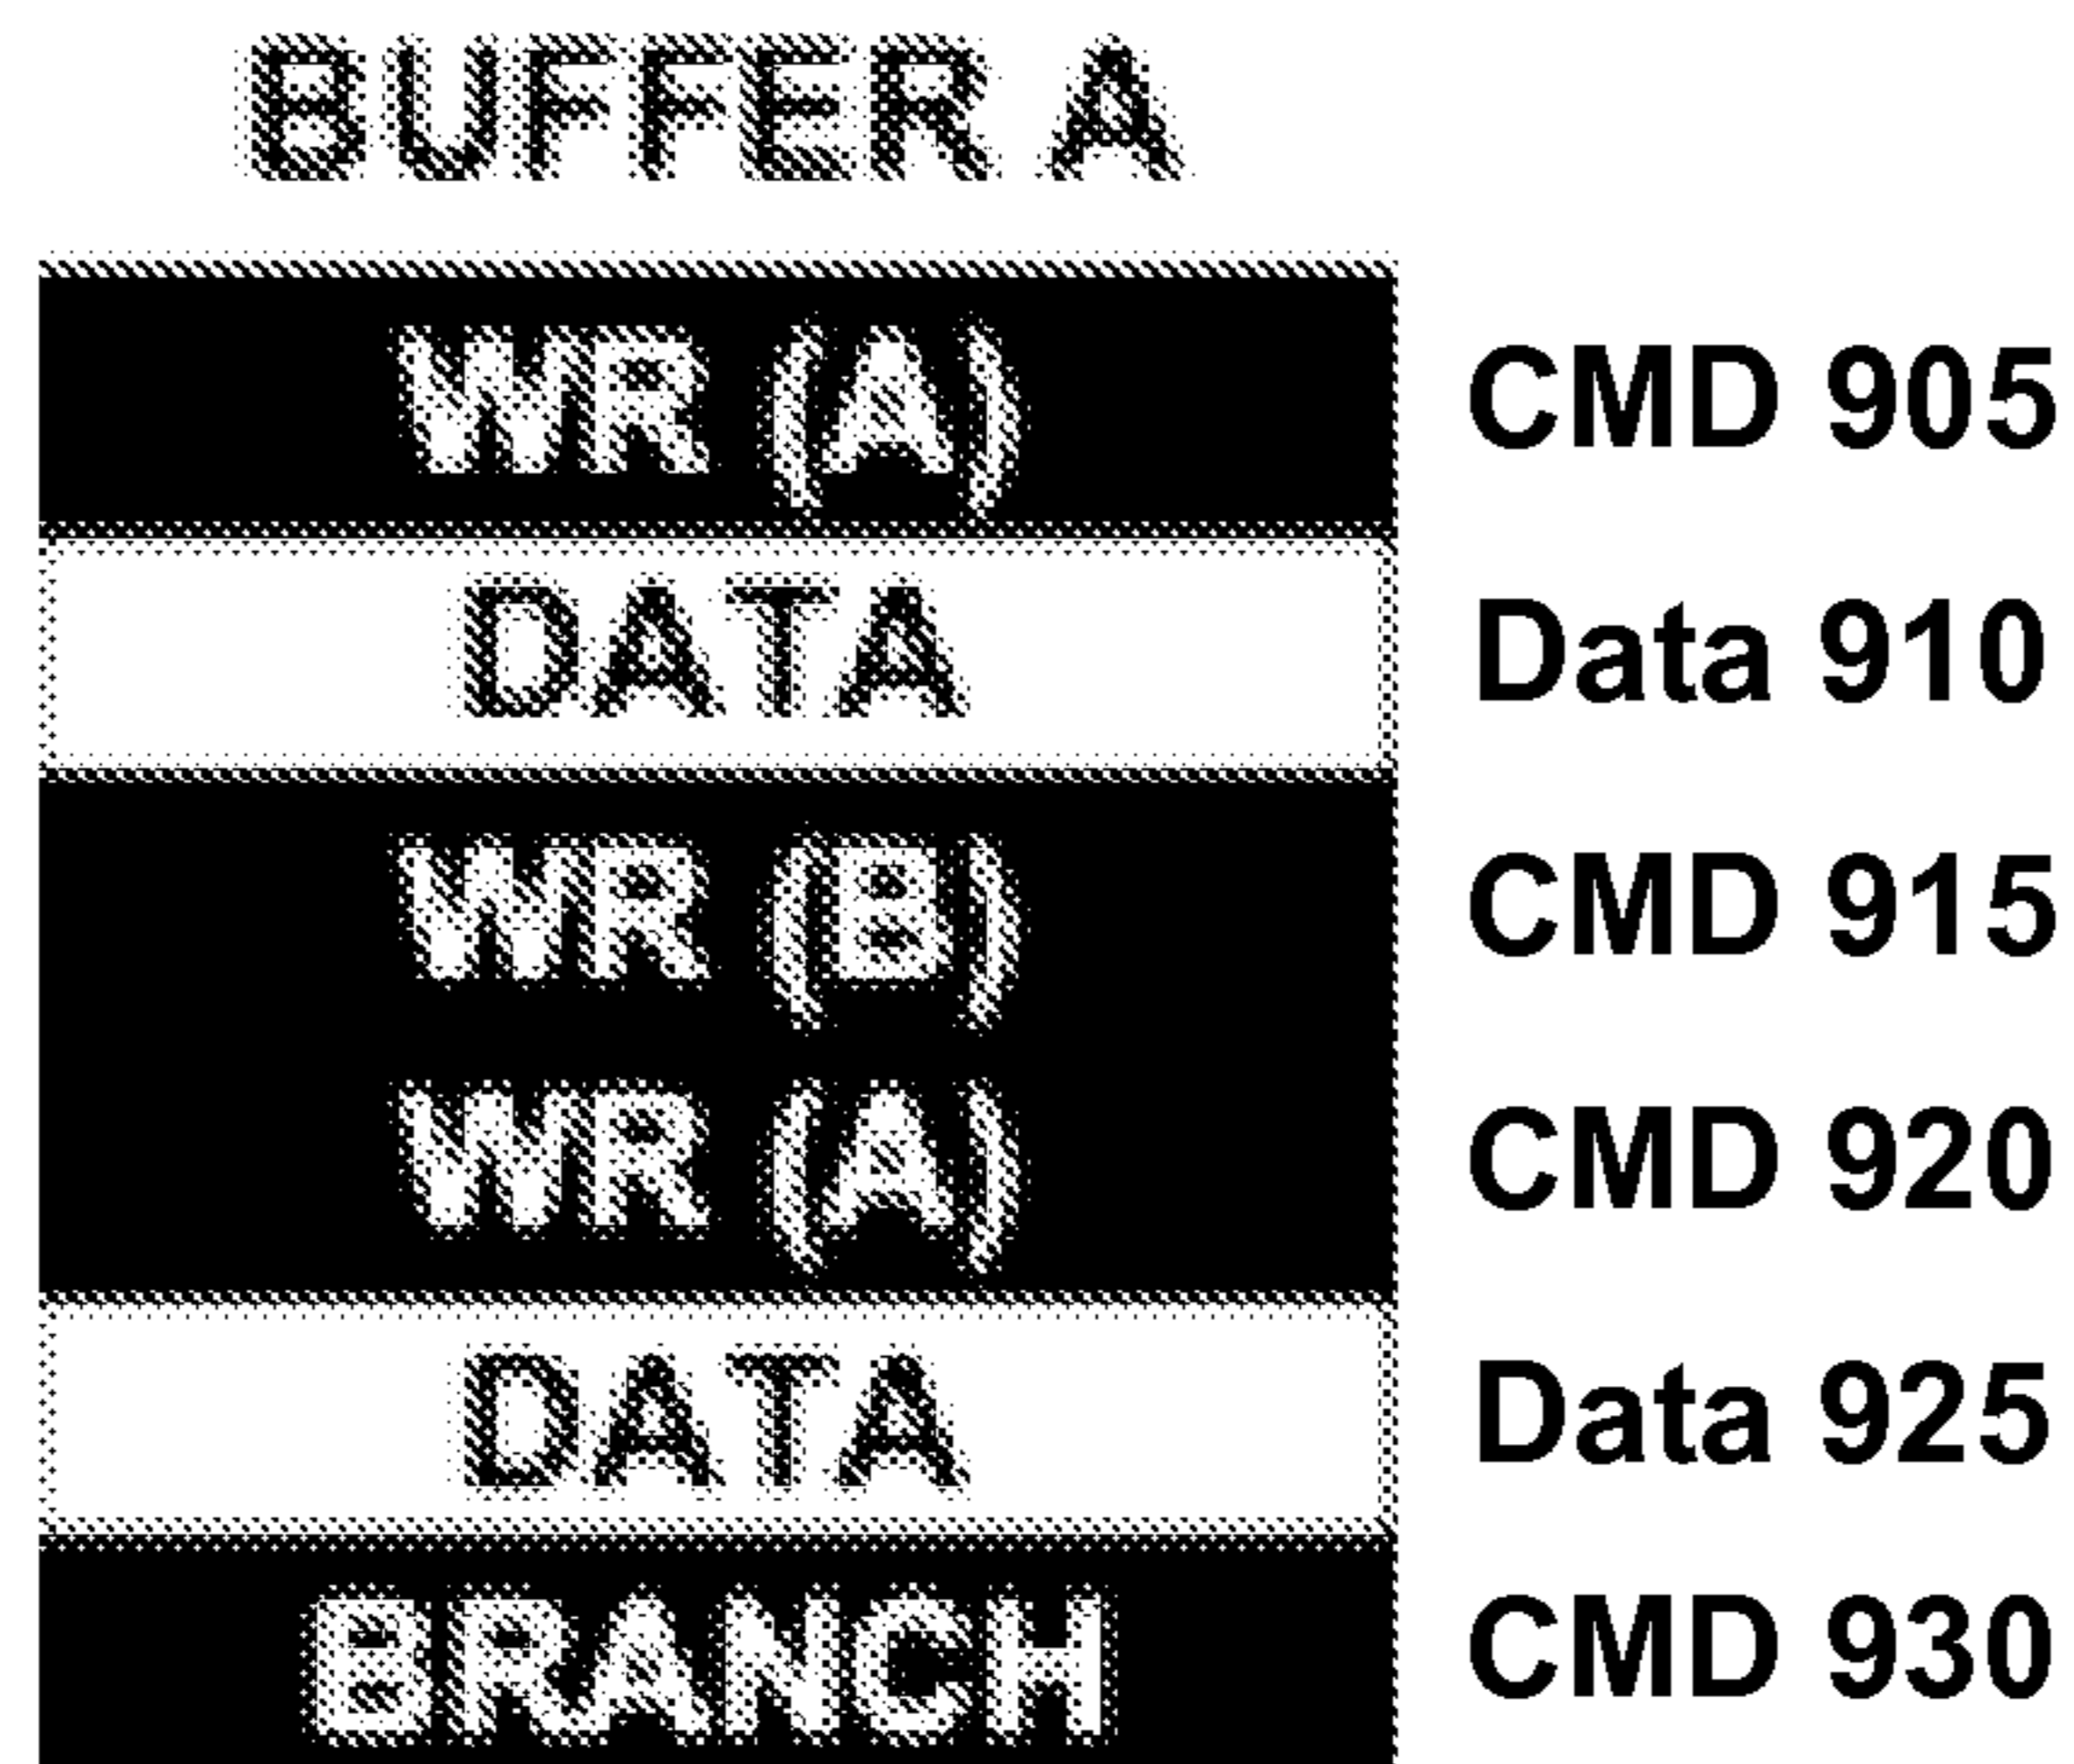 BUFFER A
WR (A) CMD 905
DATA Data 910
WR (B) CMD 915
WR (A) CMD 920
DATA Data 925
BRANCH CMD 930